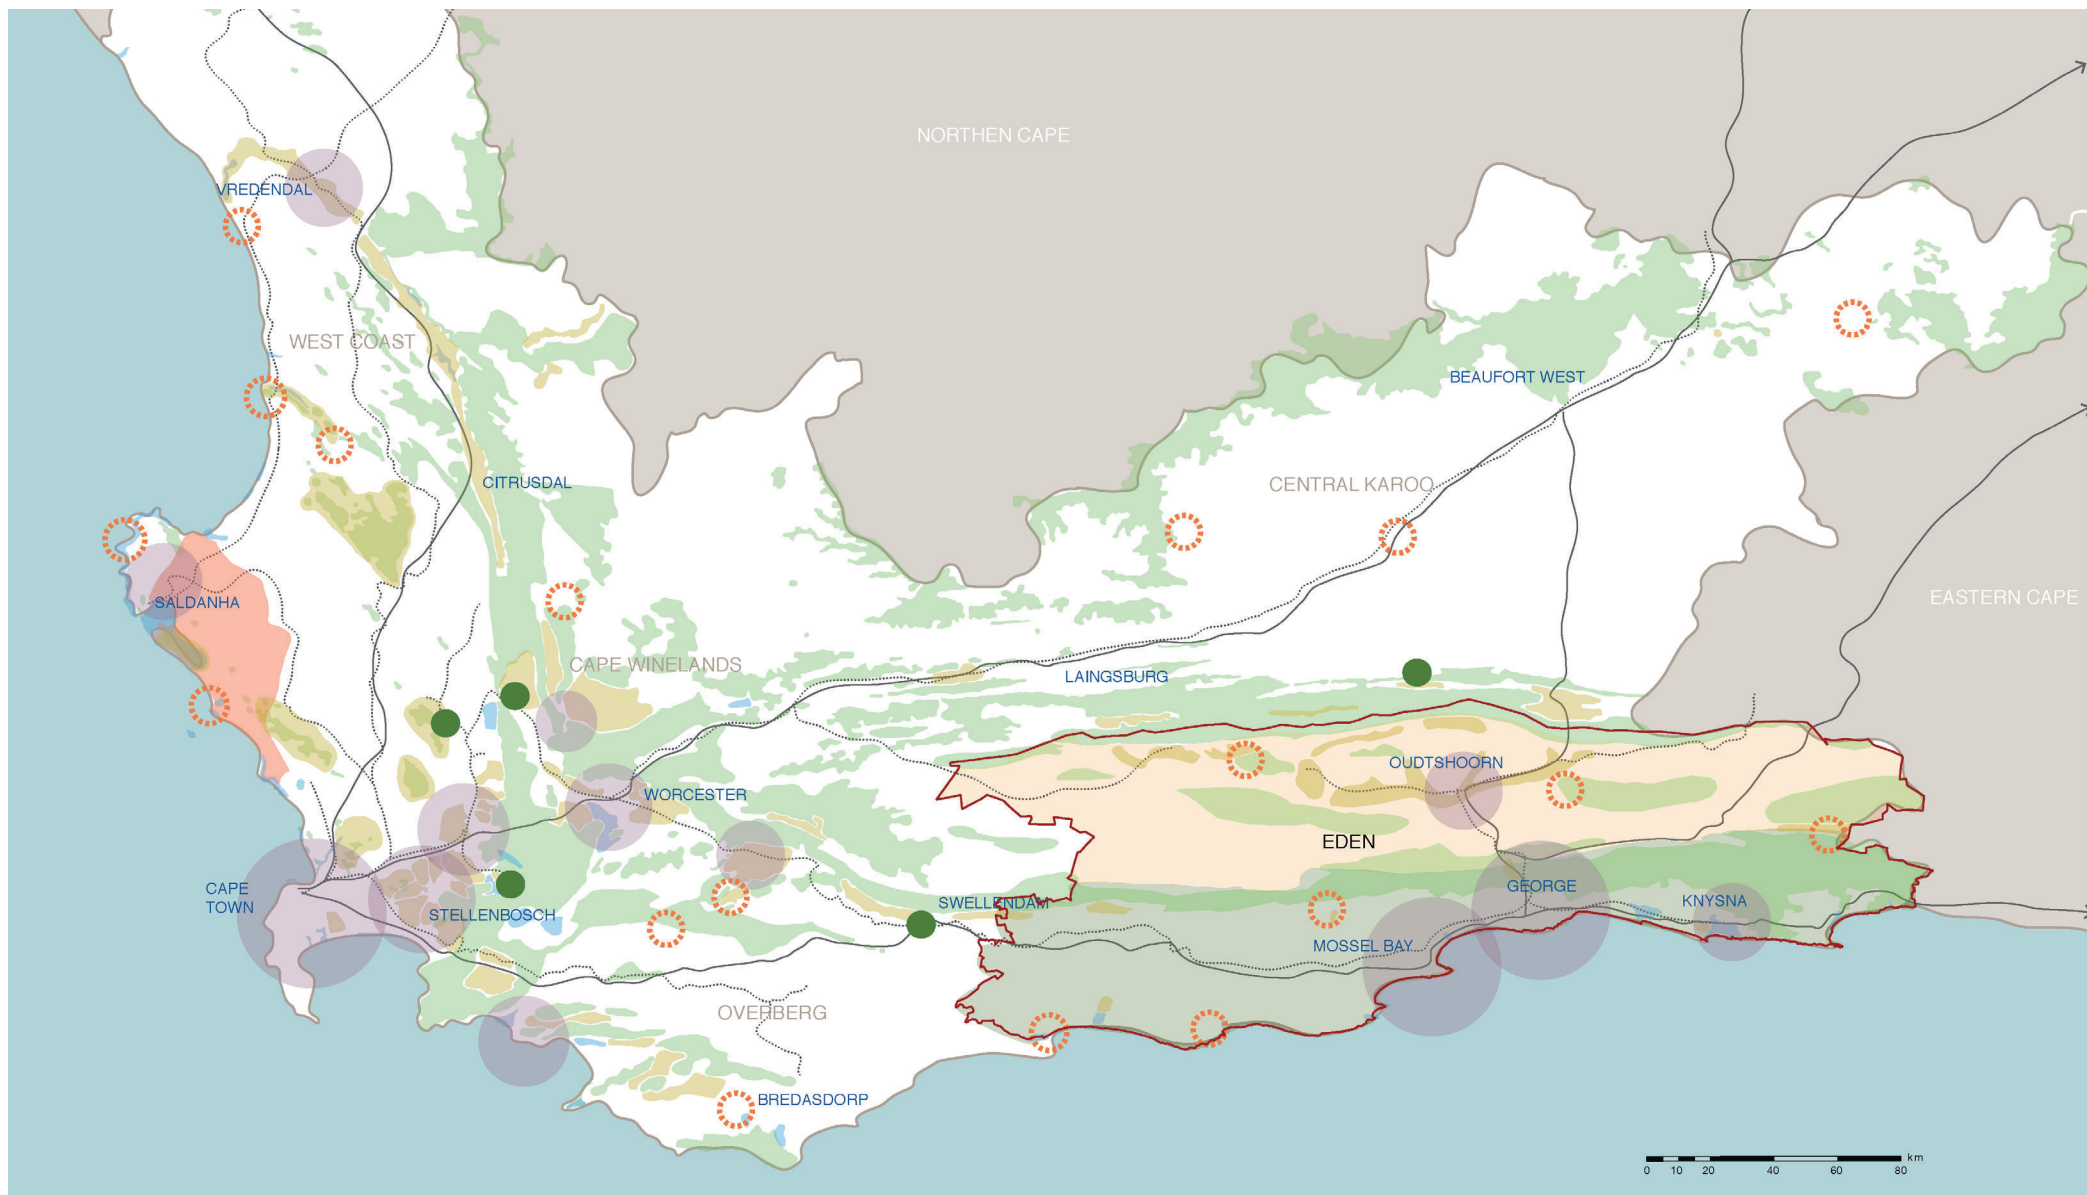 NORTHEN CAPE
VREDENDAL
WEST COAST
BEAUFORT WEST
CITRUSDAL
CENTRAL KAROO
SALDANHA
EASTERN CAPE
CAPE WINELANDS
LAINGSBURG
OUDTSHOORN
WORCESTER
EDEN
CAPE
TOWN
STELLENBOSCH
SWELLENDAM
GEORGE
KNYSNA
MOSSEL BAY
OVERBERG
BREDASDORP
km
0 10 20 40 60 80